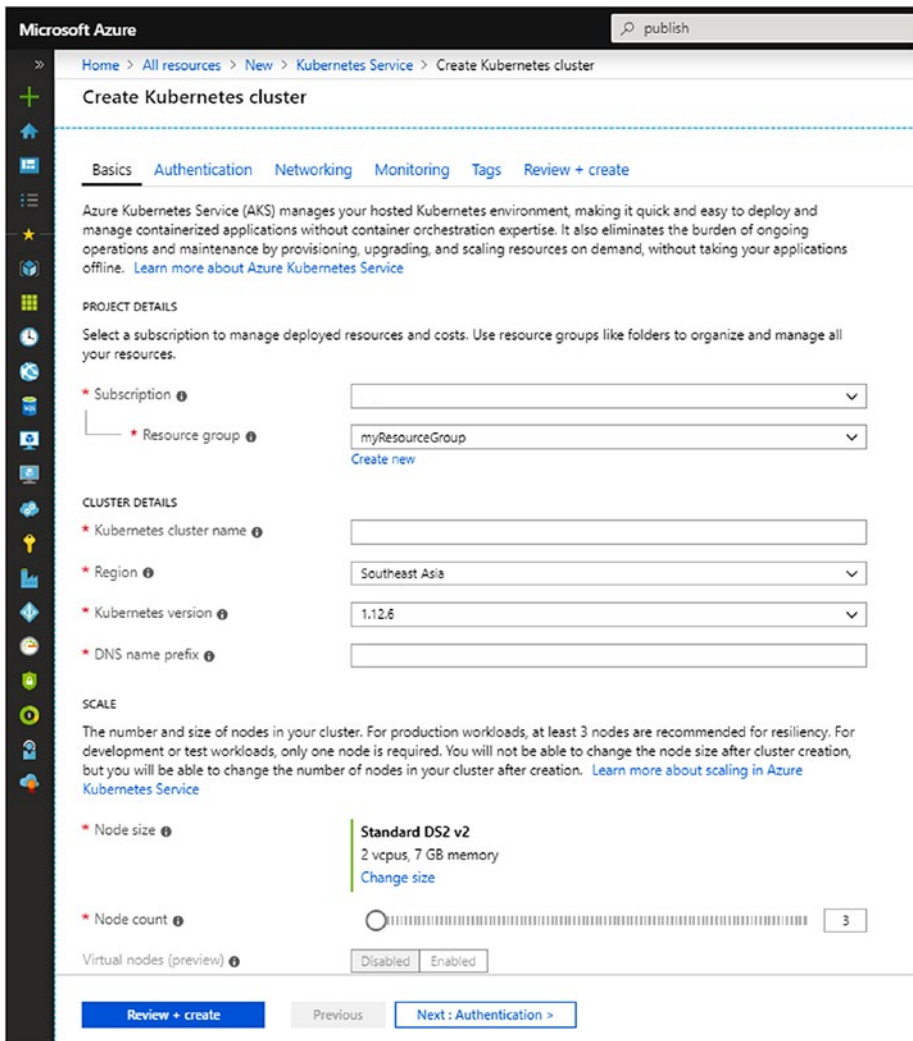 Microsoft Azure
publish
Home > All resources > New > Kubernetes Service > Create Kubernetes cluster
Create Kubernetes cluster
Basics Authentication Networking Monitoring Tags Review + create
Azure Kubernetes Service (AKS) manages your hosted Kubernetes environment, making it quick and easy to deploy and
manage containerized applications without container orchestration expertise. It also eliminates the burden of ongoing
operations and maintenance by provisioning, upgrading, and scaling resources on demand, without taking your applications
offline. Learn more about Azure Kubernetes Service
PROJECT DETAILS
Select a subscription to manage deployed resources and costs. Use resource groups like folders to organize and manage all
your resources.
* Subscription
* Resource group myResourceGroup
Create new
CLUSTER DETAILS
* Kubernetes cluster name
* Region Southeast Asia
* Kubernetes version 1.12.6
* DNS name prefix
SCALE
The number and size of nodes in your cluster. For production workloads, at least 3 nodes are recommended for resiliency. For
development or test workloads, only one node is required. You will not be able to change the node size after cluster creation,
but you will be able to change the number of nodes in your cluster after creation. Learn more about scaling in Azure
Kubernetes Service
* Node size Standard DS2 v2
2 vcpus, 7 GB memory
Change size
* Node count 3
Virtual nodes (preview) Disabled Enabled
Review + create Previous Next : Authentication >